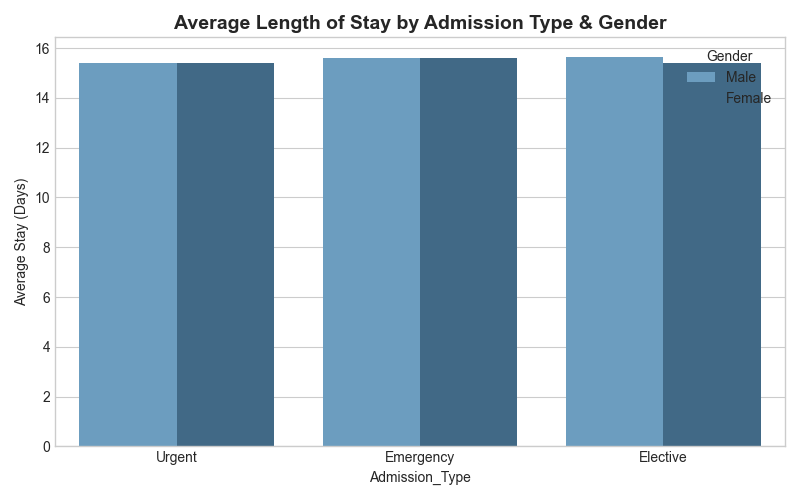 Average Length of Stay by Admission Type & Gender
Average Stay (Days)
16
14
12
10
8
6
4
2
0
Gender
Male
Female
Urgent
Emergency
Elective
Admission_Type